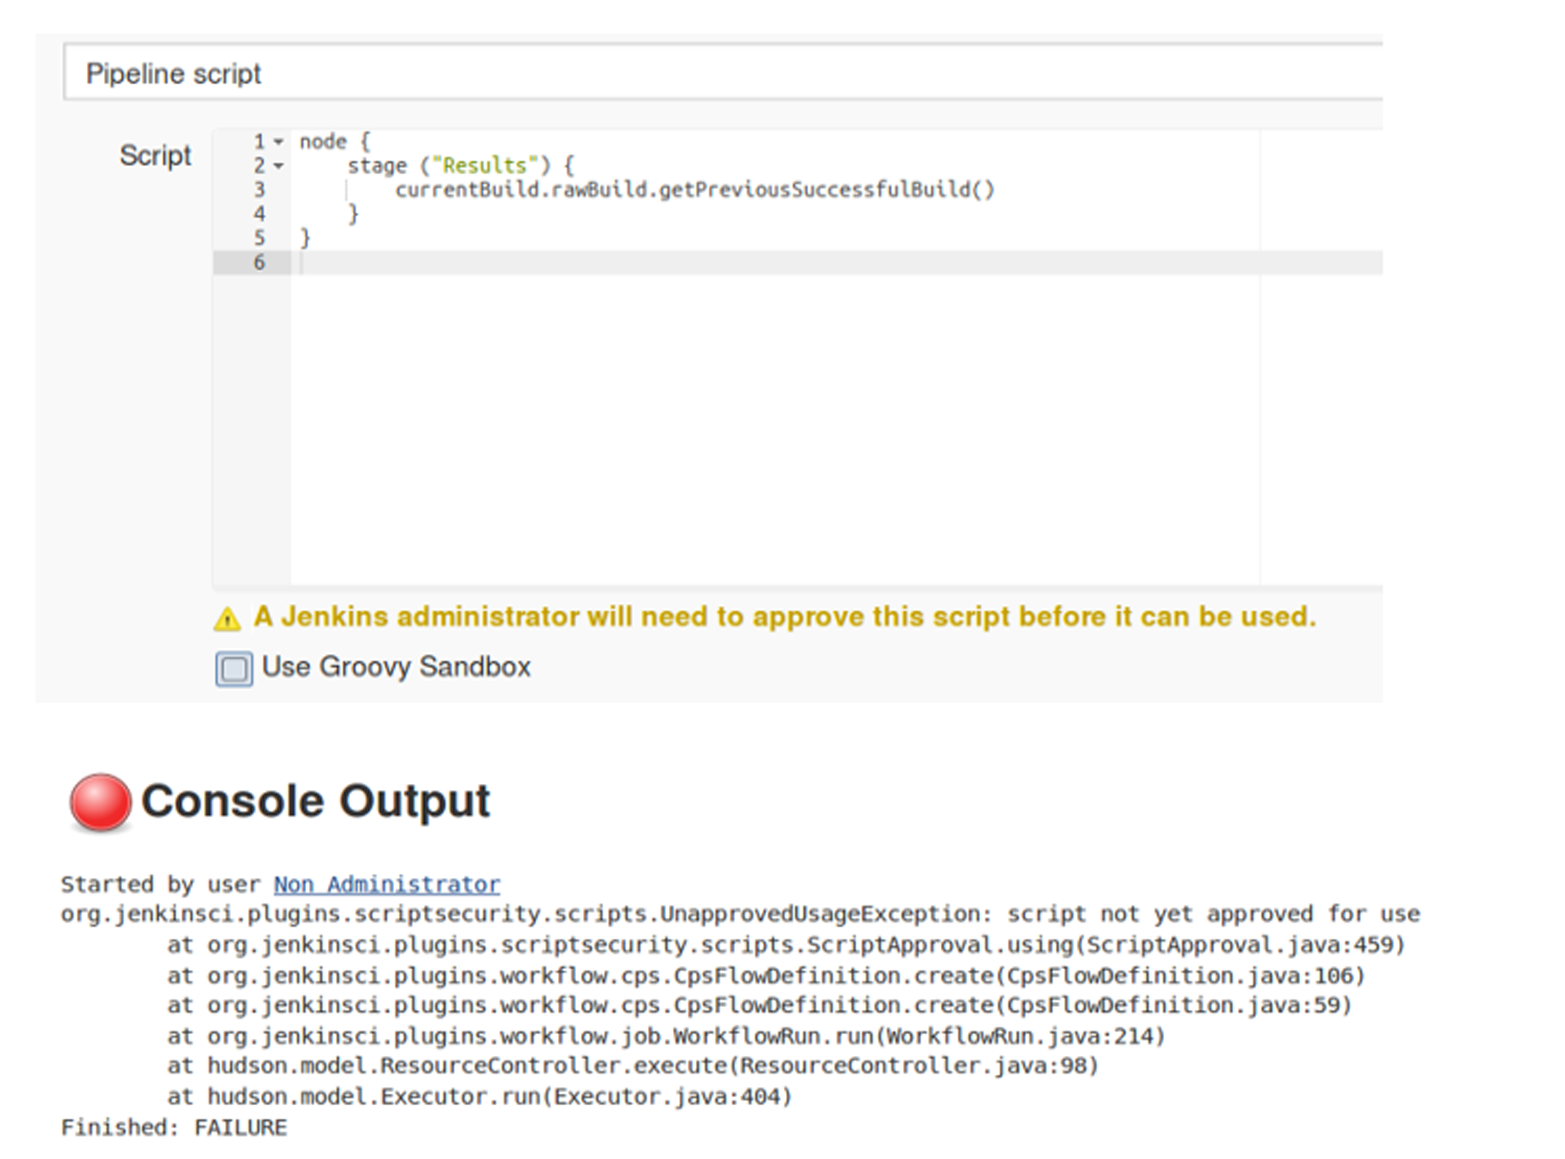 Pipeline script
Script
1 node {
2 stage ("Results") {
3 currentBuild.rawBuild.getPreviousSuccessfulBuild()
4 }
5 }
6
A Jenkins administrator will need to approve this script before it can be used.
Use Groovy Sandbox
Console Output
Started by user Non Administrator
org.jenkinsci.plugins.scriptsecurity.scripts.UnapprovedUsageException: script not yet approved for use
at org.jenkinsci.plugins.scriptsecurity.scripts.ScriptApproval.using(ScriptApproval.java:459)
at org.jenkinsci.plugins.workflow.cps.CpsFlowDefinition.create(CpsFlowDefinition.java:106)
at org.jenkinsci.plugins.workflow.cps.CpsFlowDefinition.create(CpsFlowDefinition.java:59)
at org.jenkinsci.plugins.workflow.job.WorkflowRun.run(WorkflowRun.java:214)
at hudson.model.ResourceController.execute(ResourceController.java:98)
at hudson.model.Executor.run(Executor.java:404)
Finished: FAILURE